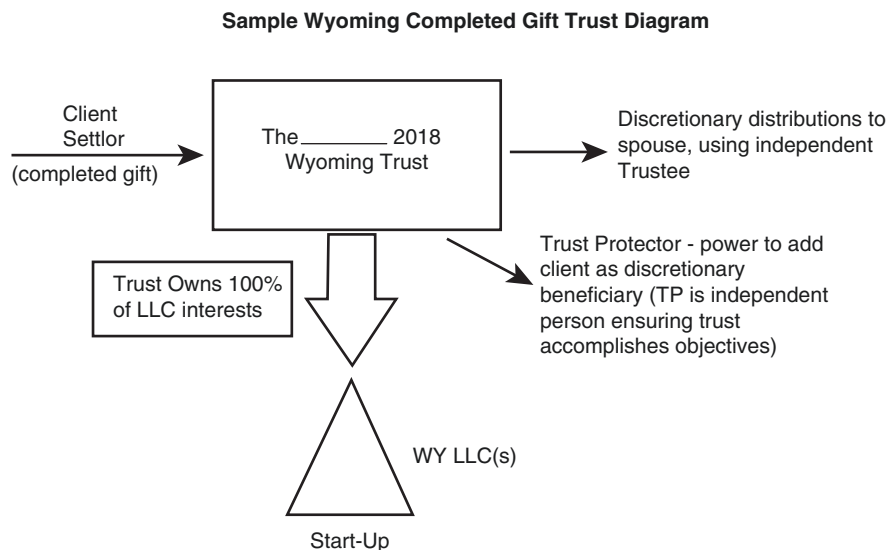 Sample Wyoming Completed Gift Trust Diagram
Client
Settlor
(completed gift)
The ________ 2018
Wyoming Trust
Discretionary distributions to
spouse, using independent
Trustee
Trust Protector - power to add
client as discretionary
beneficiary (TP is independent
person ensuring trust
accomplishes objectives)
Trust Owns 100%
of LLC interests
WY LLC(s)
Start-Up